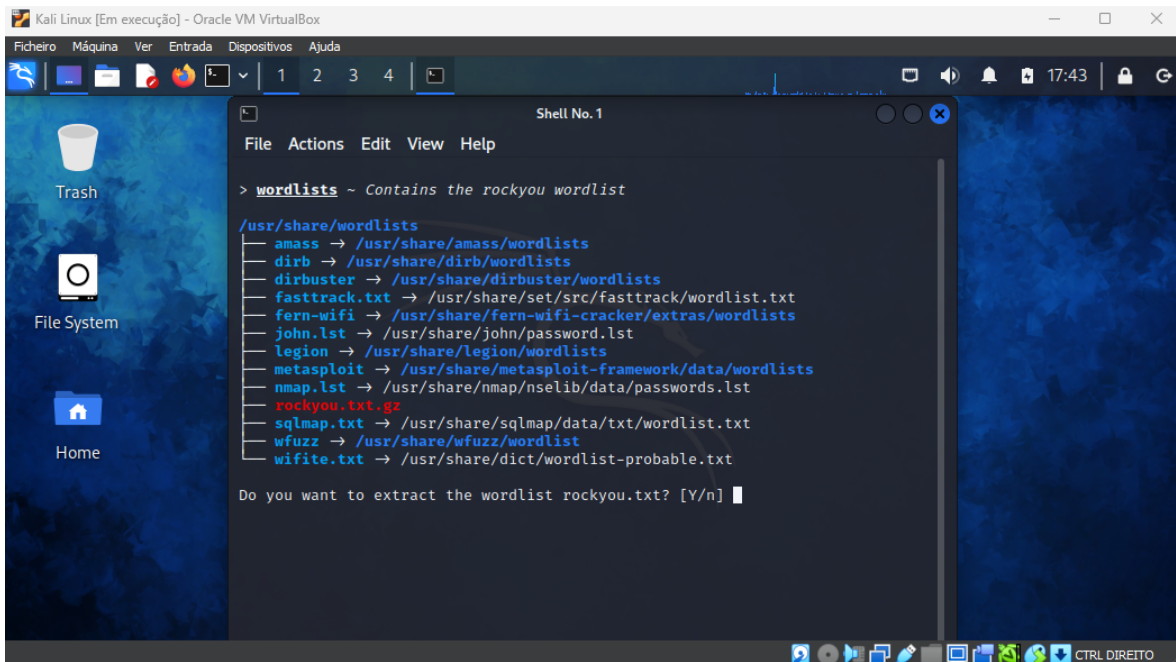 Kali Linux [Em execução] - Oracle VM VirtualBox
Ficheiro Máquina Ver Entrada Dispositivos Ajuda
1 2 3 4 17:43
Shell No. 1
File Actions Edit View Help
Trash
File System
Home
> wordlists ~ Contains the rockyou wordlist
/usr/share/wordlists
├── amass → /usr/share/amass/wordlists
├── dirb → /usr/share/dirb/wordlists
├── dirbuster → /usr/share/dirbuster/wordlists
├── fasttrack.txt → /usr/share/set/src/fasttrack/wordlist.txt
├── fern-wifi → /usr/share/fern-wifi-cracker/extras/wordlists
├── john.lst → /usr/share/john/password.lst
├── legion → /usr/share/legion/wordlists
├── metasploit → /usr/share/metasploit-framework/data/wordlists
├── nmap.lst → /usr/share/nmap/nselib/data/passwords.lst
├── rockyou.txt.gz
├── sqlmap.txt → /usr/share/sqlmap/data/txt/wordlist.txt
├── wfuzz → /usr/share/wfuzz/wordlist
└── wifite.txt → /usr/share/dict/wordlist-probable.txt
Do you want to extract the wordlist rockyou.txt? [Y/n]
CTRL DIREITO